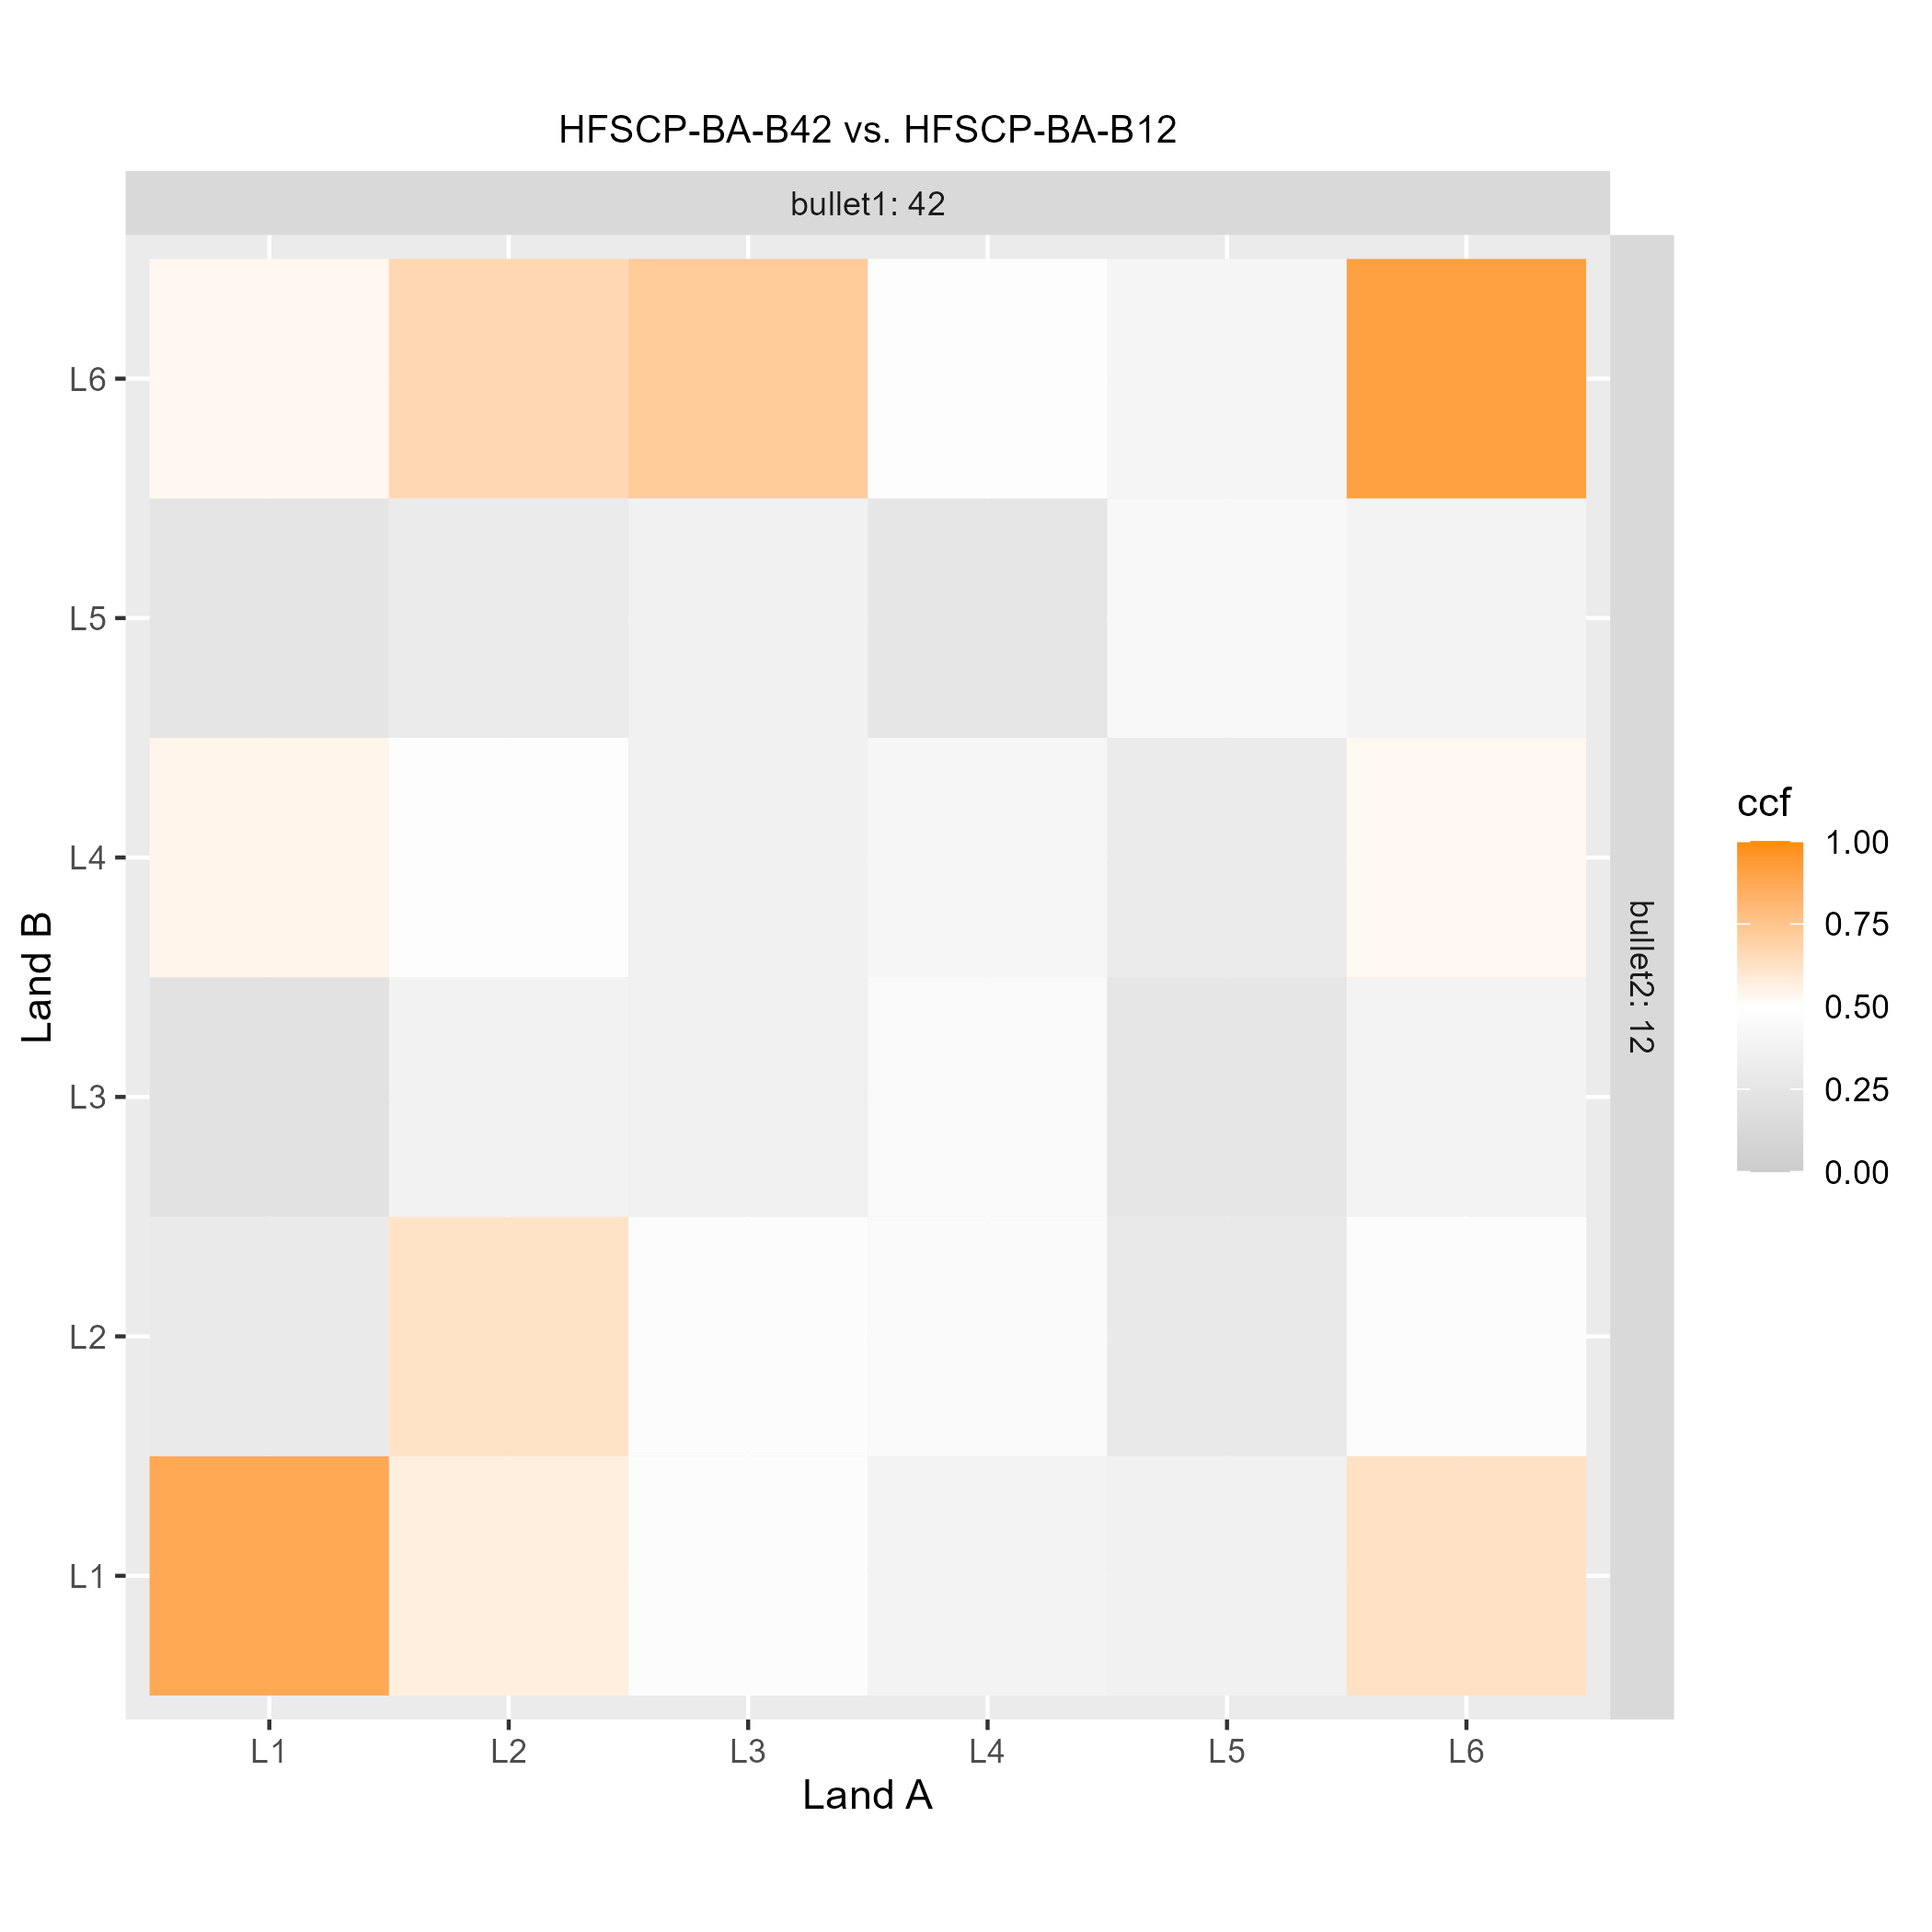 HFSCP-BA-B42 vs. HFSCP-BA-B12
bullet1: 42
L6
L5
L4
L3
L2
L1
Land B
bullet2: 12
ccf
1.00
0.75
0.50
0.25
0.00
L1
L2
L3
L4
L5
L6
Land A